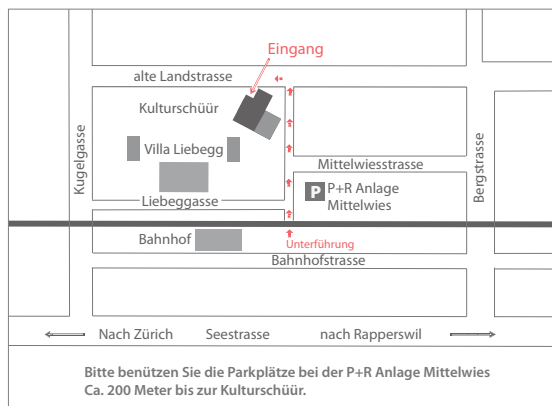 Eingang
alte Landstrasse
Kulturschüür
Kugelgasse
Villa Liebegg
Mittelwiesstrasse
Bergstrasse
P P+R Anlage
Mittelwies
Liebeggasse
Bahnhof
Unterführung
Bahnhofstrasse
Nach Zürich Seestrasse nach Rapperswil
Bitte benützen Sie die Parkplätze bei der P+R Anlage Mittelwies
Ca. 200 Meter bis zur Kulturschüür.